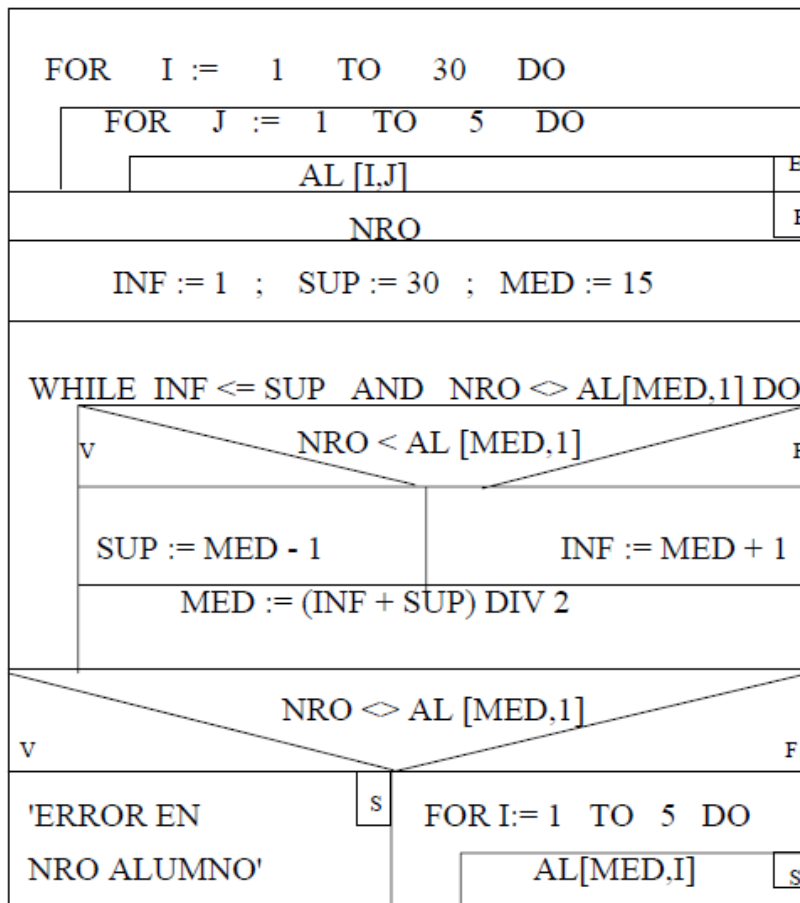 FOR I := 1 TO 30 DO
FOR J := 1 TO 5 DO
AL [I,J] E
NRO E
INF := 1 ; SUP := 30 ; MED := 15
WHILE INF <= SUP AND NRO <> AL[MED,1] DO
V NRO < AL [MED,1] F
SUP := MED - 1 INF := MED + 1
MED := (INF + SUP) DIV 2
NRO <> AL [MED,1]
V F
'ERROR EN S FOR I:= 1 TO 5 DO
NRO ALUMNO' AL[MED,I] S